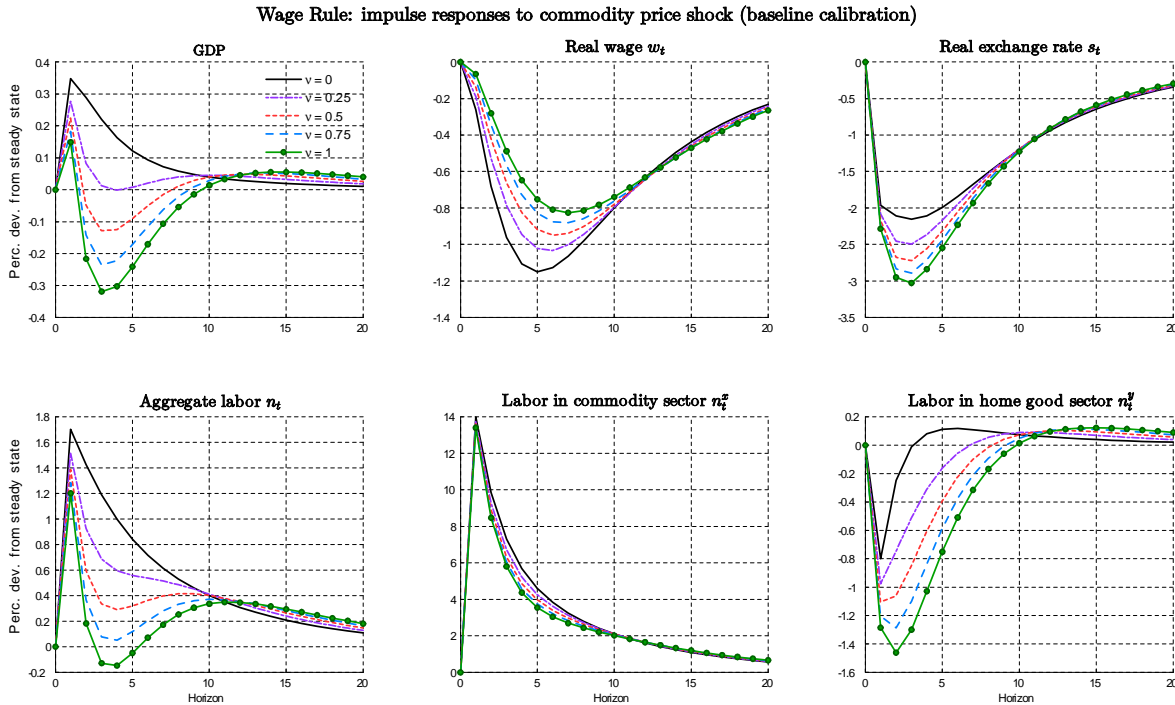 Wage Rule: impulse responses to commodity price shock (baseline calibration)
GDP
Perc. dev. from steady state
0.4
0.3
0.2
0.1
0
-0.1
-0.2
-0.3
-0.4
0 5 10 15 20
ν = 0
ν = 0.25
ν = 0.5
ν = 0.75
ν = 1
Real wage w_t
0
-0.2
-0.4
-0.6
-0.8
-1
-1.2
-1.4
0 5 10 15 20
Real exchange rate s_t
0
-0.5
-1
-1.5
-2
-2.5
-3
-3.5
0 5 10 15 20
Aggregate labor n_t
Perc. dev. from steady state
1.8
1.6
1.4
1.2
1
0.8
0.6
0.4
0.2
0
-0.2
0 5 10 15 20
Horizon
Labor in commodity sector n_t^x
14
12
10
8
6
4
2
0
0 5 10 15 20
Horizon
Labor in home good sector n_t^y
0.2
0
-0.2
-0.4
-0.6
-0.8
-1
-1.2
-1.4
-1.6
0 5 10 15 20
Horizon